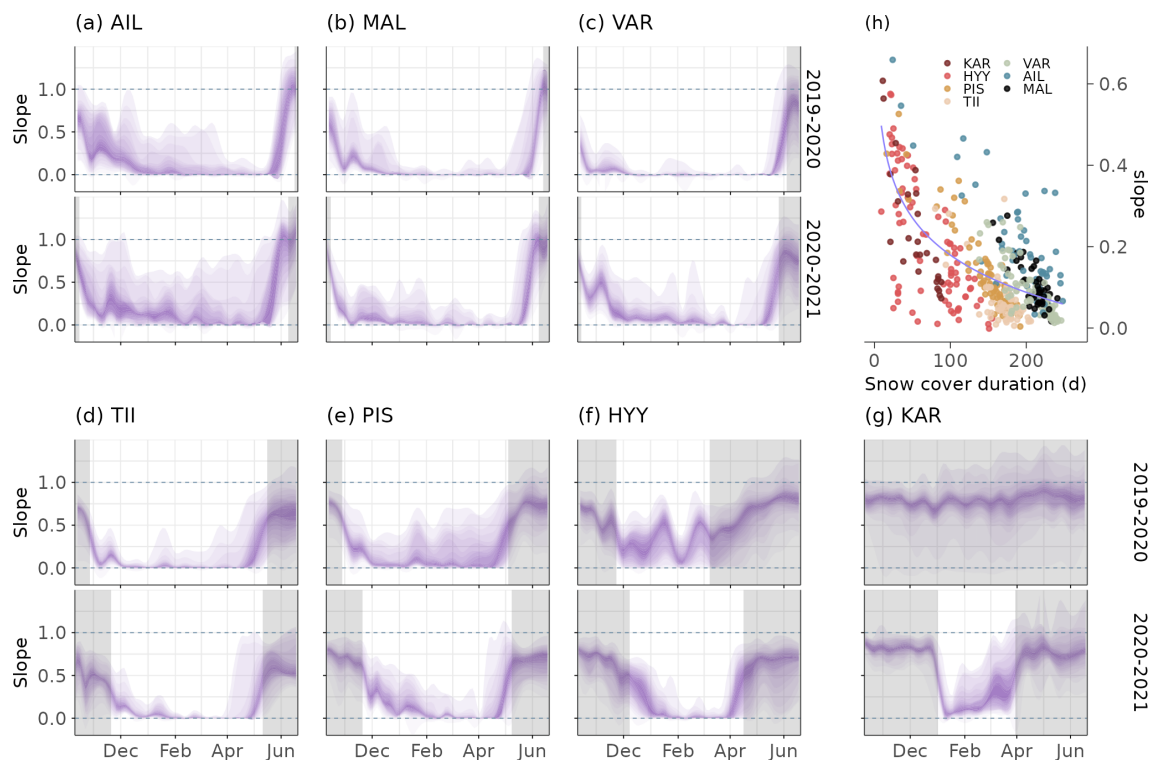 (a) AIL
(b) MAL
(c) VAR
(h)
Slope
1.0
0.5
0.0
2019-2020
KAR
HYY
PIS
TII
VAR
AIL
MAL
0.6
0.4
0.2
0.0
slope
Slope
1.0
0.5
0.0
2020-2021
0
100
200
Snow cover duration (d)
(d) TII
(e) PIS
(f) HYY
(g) KAR
Slope
1.0
0.5
0.0
2019-2020
Slope
1.0
0.5
0.0
2020-2021
Dec Feb Apr Jun
Dec Feb Apr Jun
Dec Feb Apr Jun
Dec Feb Apr Jun